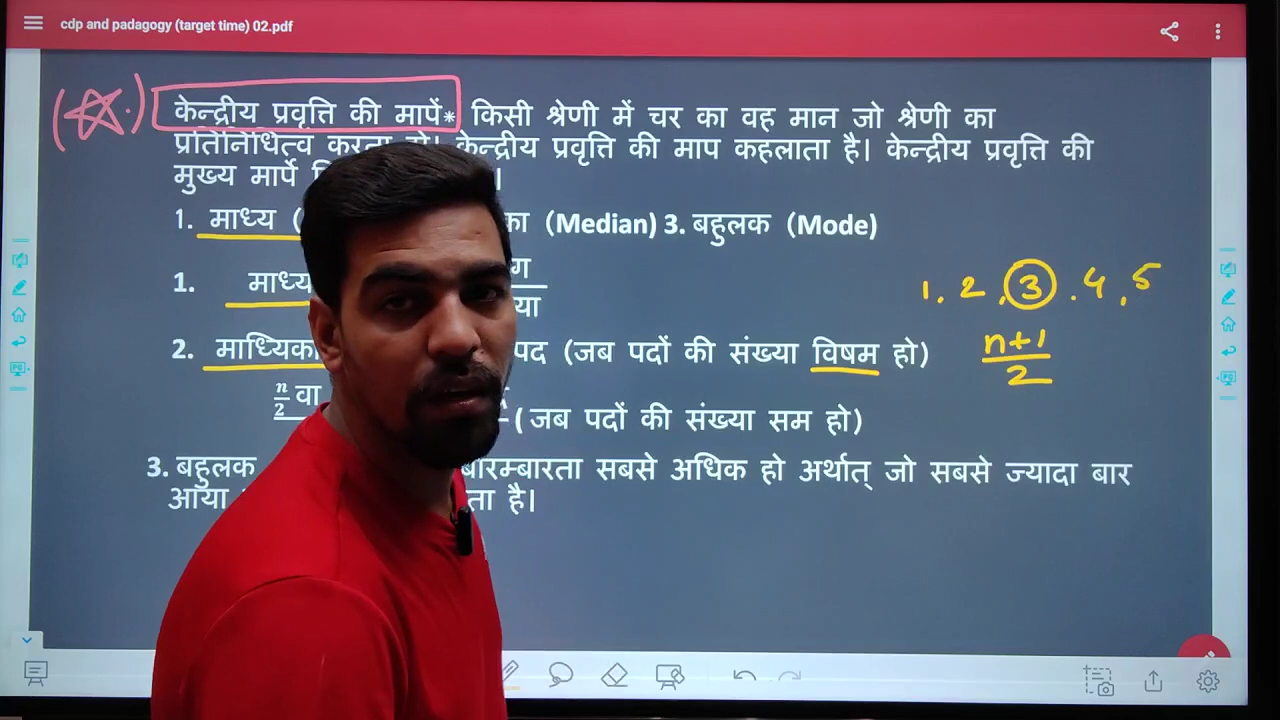 cdp and padagogy (target time) 02.pdf
केन्द्रीय प्रवृत्ति की मापें* किसी श्रेणी में चर का वह मान जो श्रेणी का
प्रतिनिधित्व करता हो। केन्द्रीय प्रवृत्ति की माप कहलाता है। केन्द्रीय प्रवृत्ति की
मुख्य मार्पे
1. माध्य ( (Median) 3. बहुलक (Mode)
1. माध्य 1. 2, 3. 4, 5
2. माध्यिका पद (जब पदों की संख्या विषम हो) n+1/2
n/2 वा (जब पदों की संख्या सम हो)
3. बहुलक बारम्बारता सबसे अधिक हो अर्थात् जो सबसे ज्यादा बार
आया है।